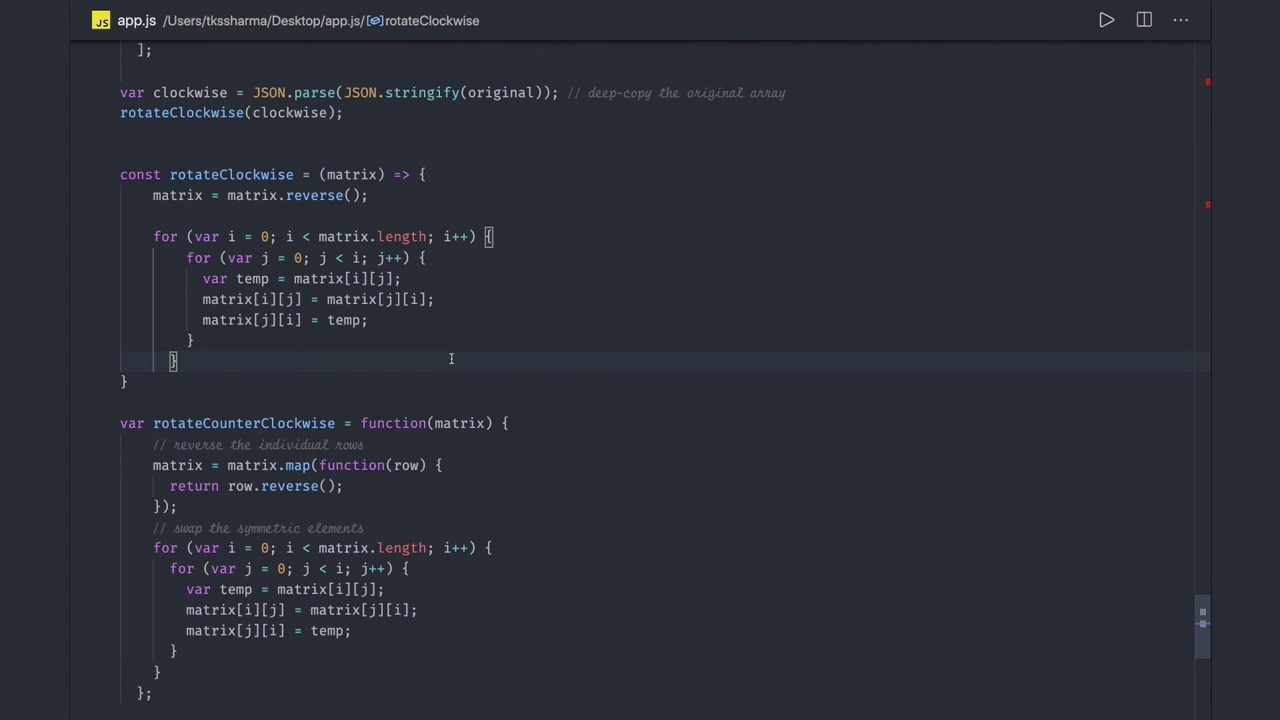 JS app.js /Users/tkssharma/Desktop/app.js/rotateClockwise
];
var clockwise = JSON.parse(JSON.stringify(original)); // deep-copy the original array
rotateClockwise(clockwise);
const rotateClockwise = (matrix) => {
matrix = matrix.reverse();
for (var i = 0; i < matrix.length; i++) {
for (var j = 0; j < i; j++) {
var temp = matrix[i][j];
matrix[i][j] = matrix[j][i];
matrix[j][i] = temp;
}
}
}
var rotateCounterClockwise = function(matrix) {
// reverse the individual rows
matrix = matrix.map(function(row) {
return row.reverse();
});
// swap the symmetric elements
for (var i = 0; i < matrix.length; i++) {
for (var j = 0; j < i; j++) {
var temp = matrix[i][j];
matrix[i][j] = matrix[j][i];
matrix[j][i] = temp;
}
}
};